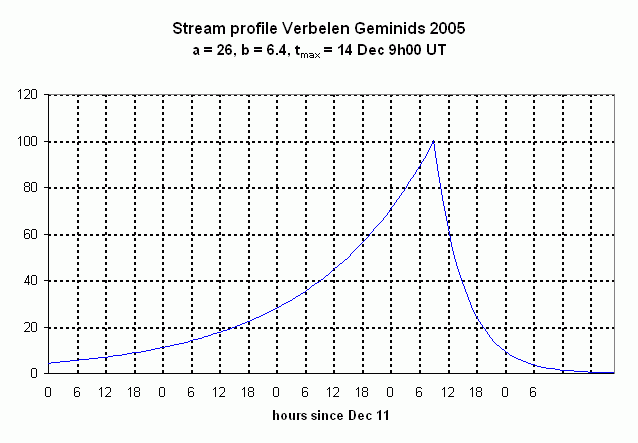 Stream profile Verbelen Geminids 2005
a = 26, b = 6.4, tmax = 14 Dec 9h00 UT
120
100
80
60
40
20
0
0 6 12 18 0 6 12 18 0 6 12 18 0 6 12 18 0 6
hours since Dec 11